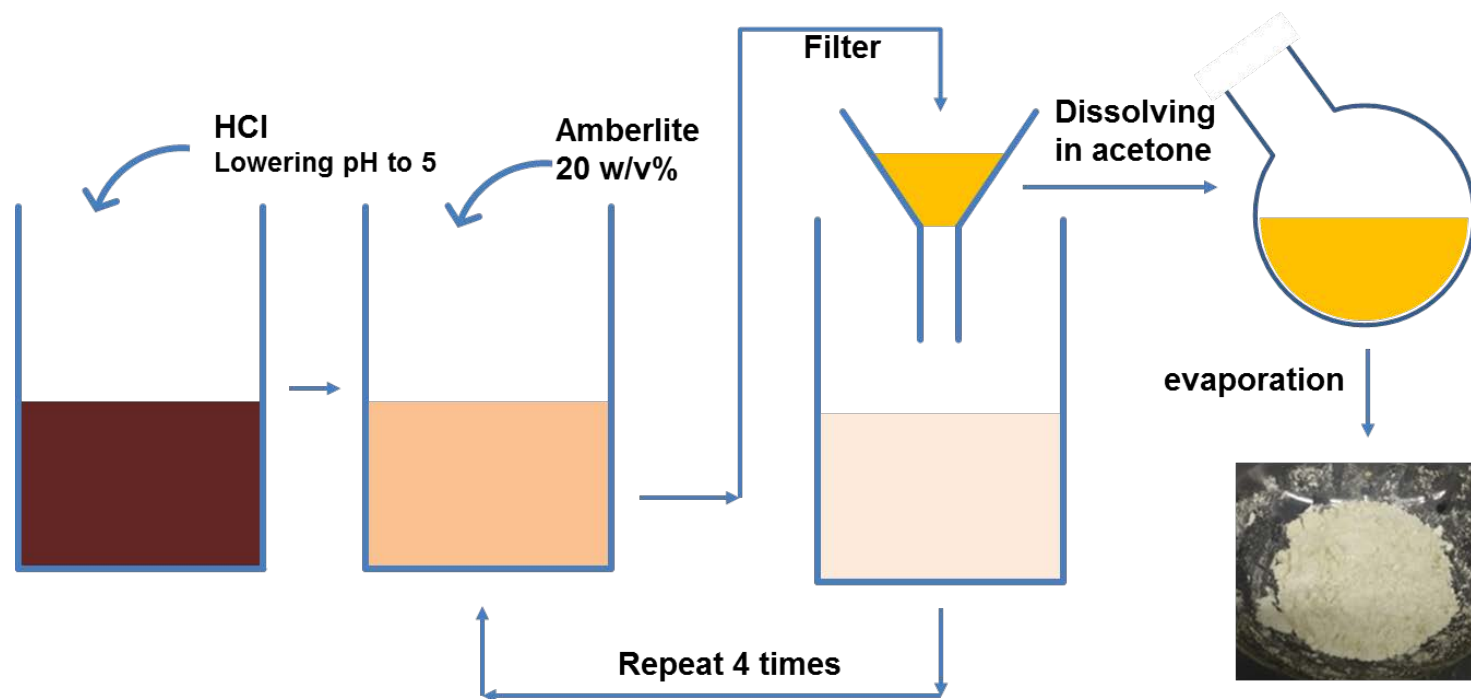 HCl
Lowering pH to 5
Amberlite
20 w/v%
Filter
Dissolving
in acetone
evaporation
Repeat 4 times